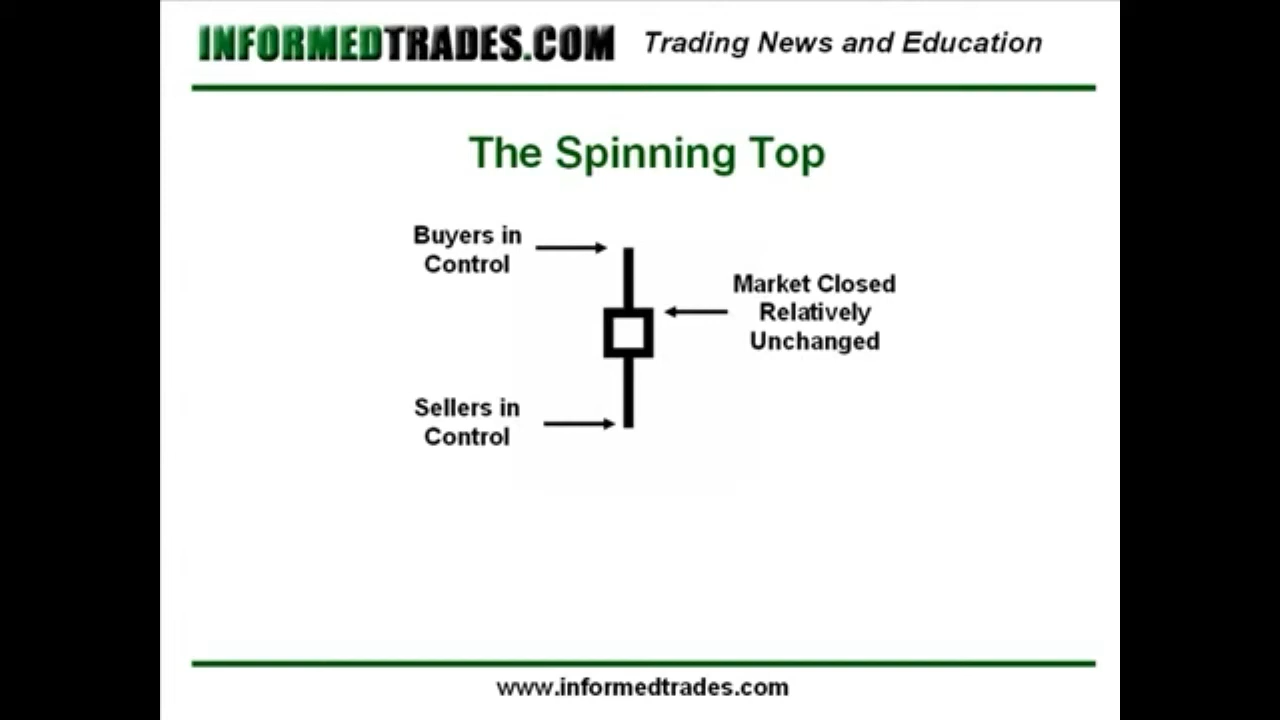 INFORMEDTRADES.COM Trading News and Education
The Spinning Top
Buyers in
Control
Market Closed
Relatively
Unchanged
Sellers in
Control
www.informedtrades.com